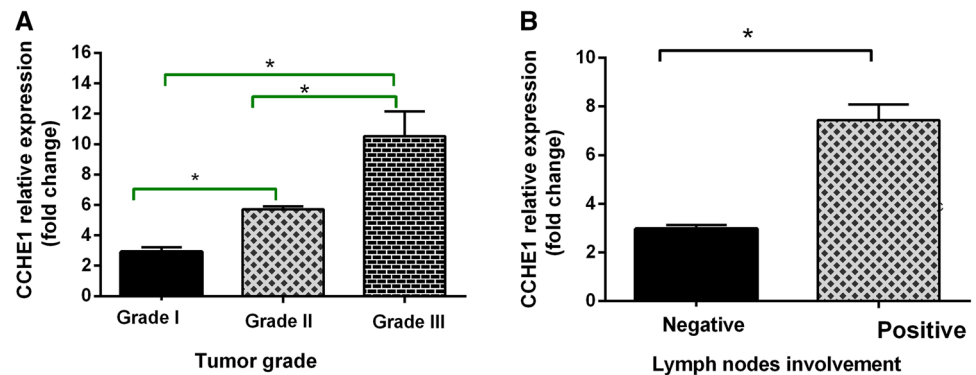 A
CCHE1 relative expression
(fold change)
16
14
12
10
8
6
4
2
0
*
*
*
Grade I
Grade II
Grade III
Tumor grade
B
CCHE1 relative expression
(fold change)
10
8
6
4
2
0
*
Negative
Positive
Lymph nodes involvement